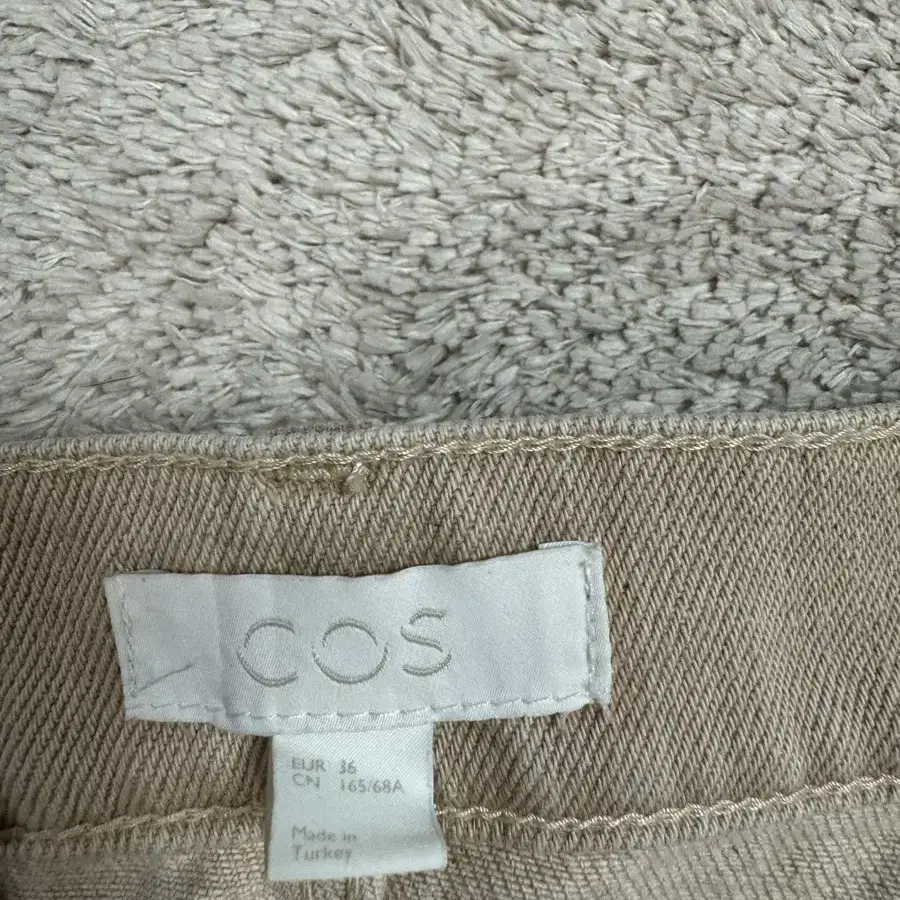 COS
EUR 36
CN 165/68A
Made in
Turkey